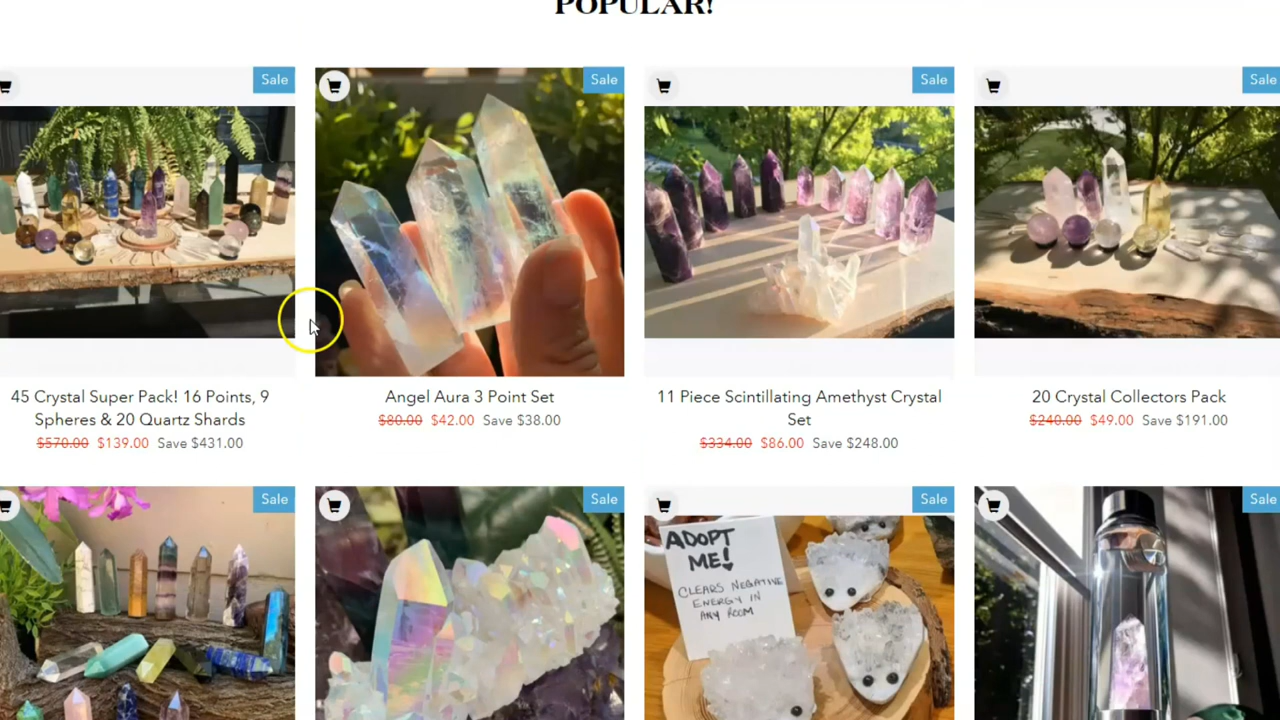 POPULAR!
Sale
Sale
Sale
Sale
45 Crystal Super Pack! 16 Points, 9
Spheres & 20 Quartz Shards
$570.00 $139.00 Save $431.00
Angel Aura 3 Point Set
$80.00 $42.00 Save $38.00
11 Piece Scintillating Amethyst Crystal
Set
$334.00 $86.00 Save $248.00
20 Crystal Collectors Pack
$240.00 $49.00 Save $191.00
Sale
Sale
Sale
Sale
ADOPT
ME!
CLEARS NEGATIVE
ENERGY IN
ANY ROOM